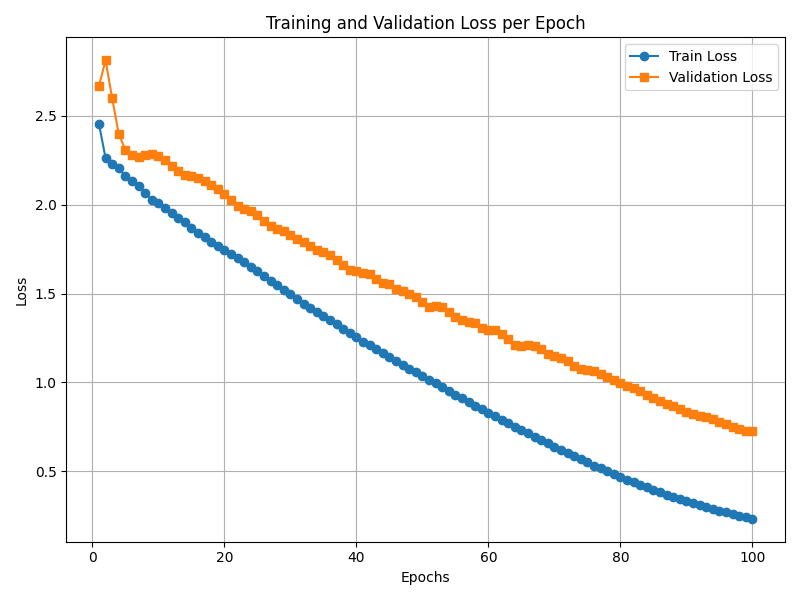 Training and Validation Loss per Epoch
Train Loss
Validation Loss
2.5
2.0
1.5
1.0
0.5
Loss
0 20 40 60 80 100
Epochs